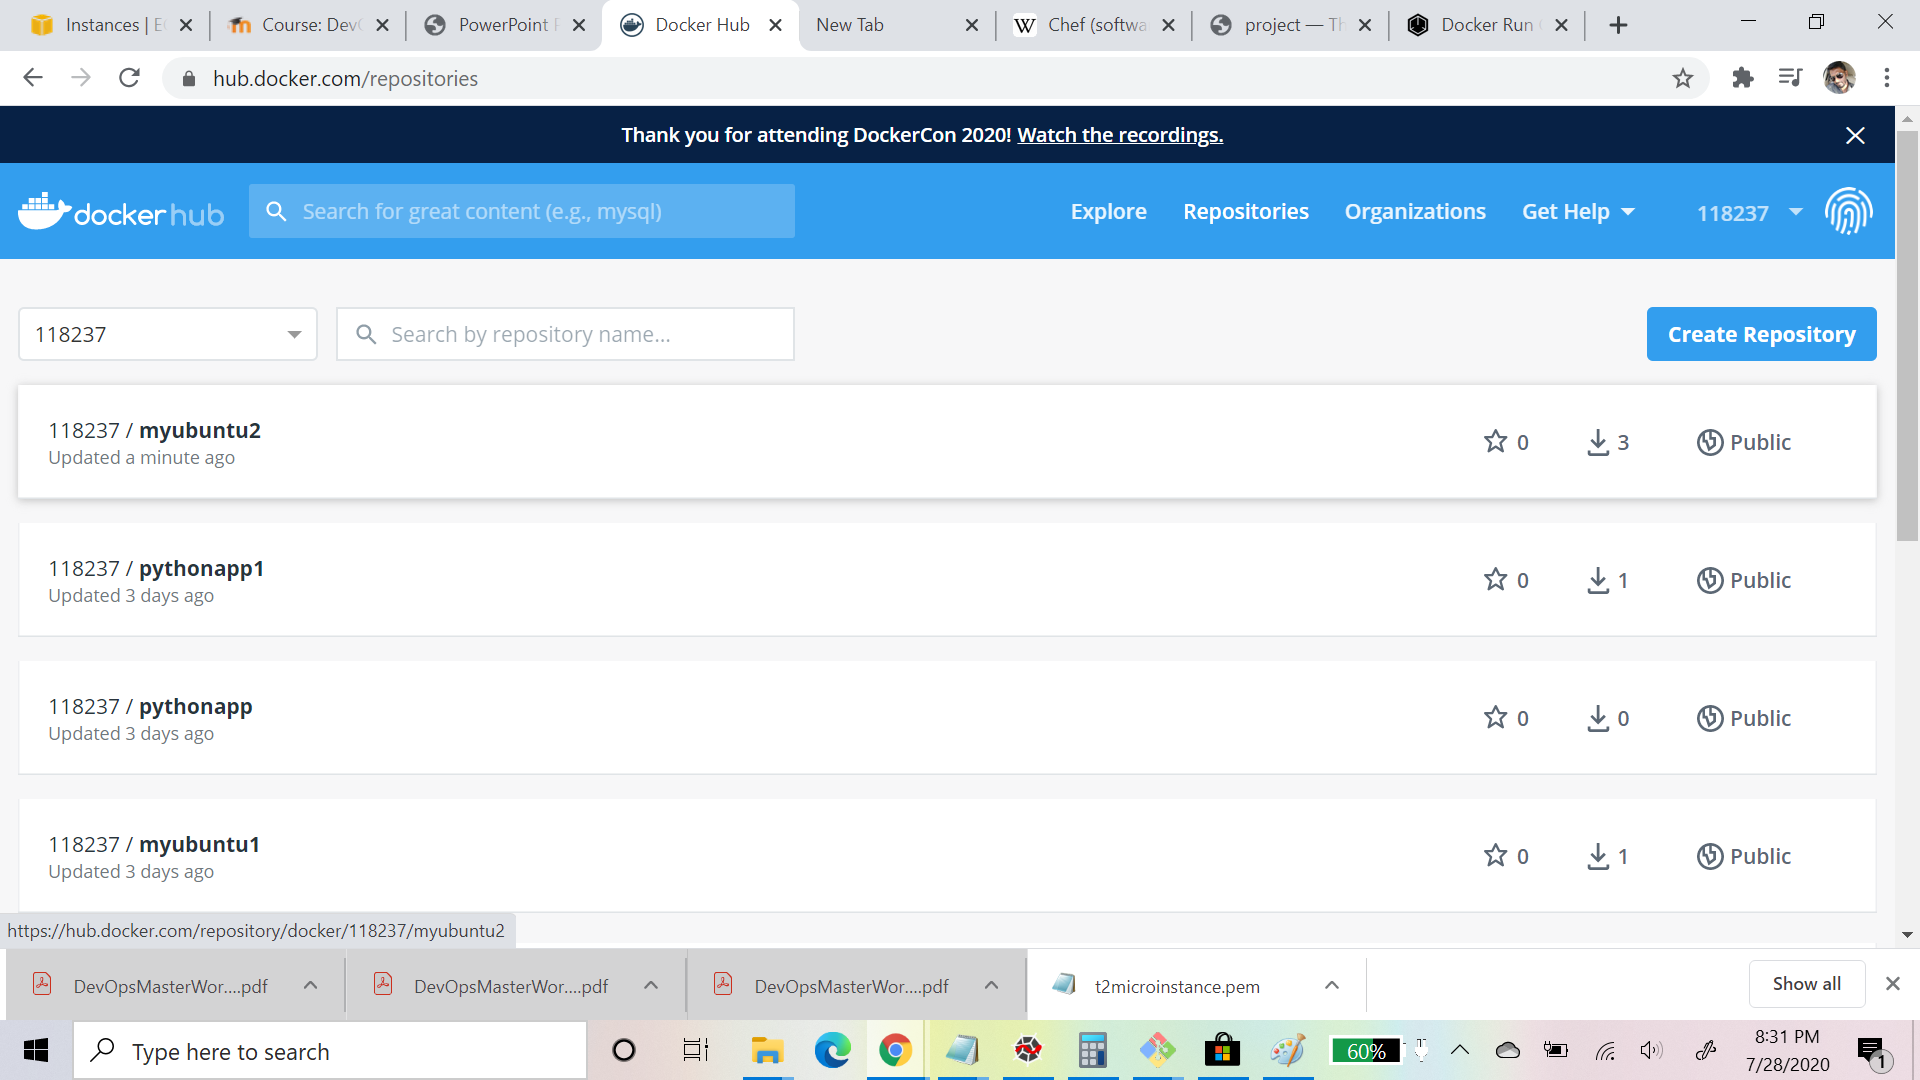 Instances | E
Course: Dev
PowerPoint
Docker Hub
New Tab
W
Chef (softwa
project — Th
Docker Run
hub.docker.com/repositories
Thank you for attending DockerCon 2020! Watch the recordings.
docker hub
Search for great content (e.g., mysql)
Explore
Repositories
Organizations
Get Help
118237
118237
Search by repository name...
Create Repository
118237 / myubuntu2
Updated a minute ago
0
3
Public
118237 / pythonapp1
Updated 3 days ago
0
1
Public
118237 / pythonapp
Updated 3 days ago
0
0
Public
118237 / myubuntu1
Updated 3 days ago
0
1
Public
https://hub.docker.com/repository/docker/118237/myubuntu2
DevOpsMasterWor....pdf
DevOpsMasterWor....pdf
DevOpsMasterWor....pdf
t2microinstance.pem
Show all
Type here to search
60%
8:31 PM
7/28/2020
1